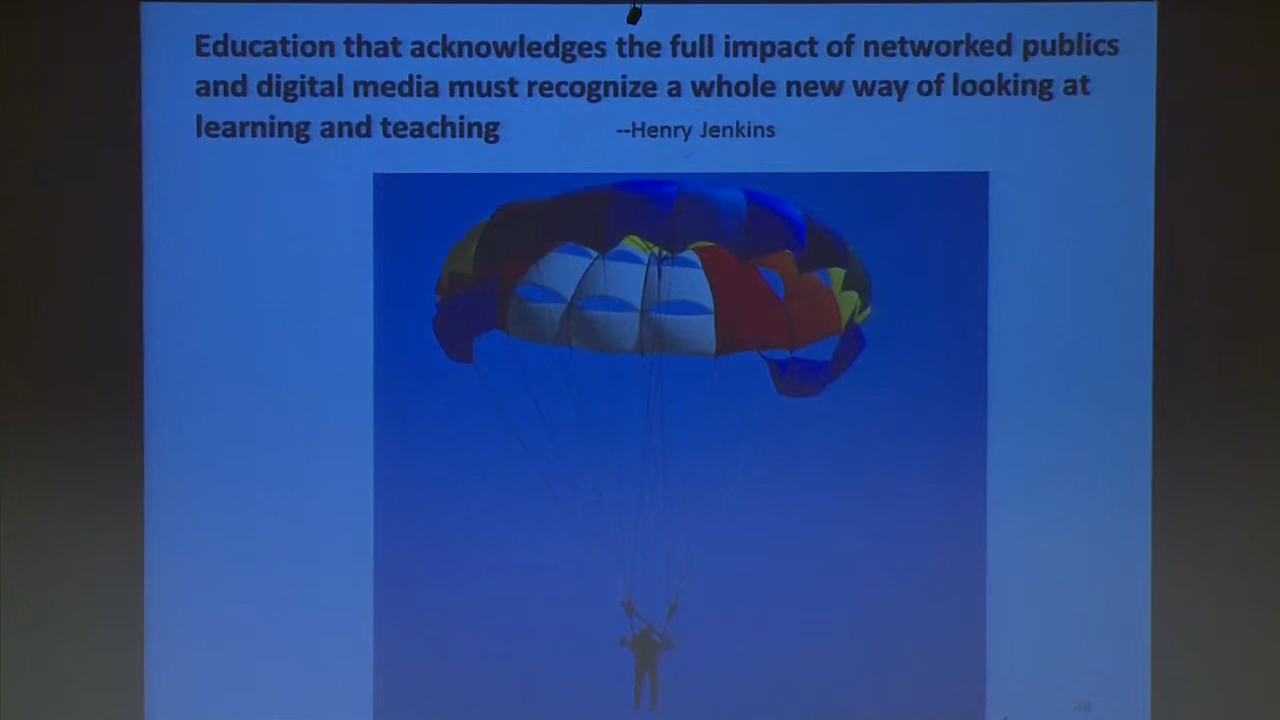 Education that acknowledges the full impact of networked publics
and digital media must recognize a whole new way of looking at
learning and teaching --Henry Jenkins